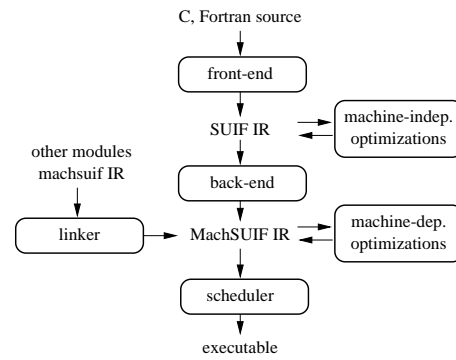 C, Fortran source
front-end
SUIF IR
machine-indep.
optimizations
other modules
machsuif IR
back-end
linker
MachSUIF IR
machine-dep.
optimizations
scheduler
executable